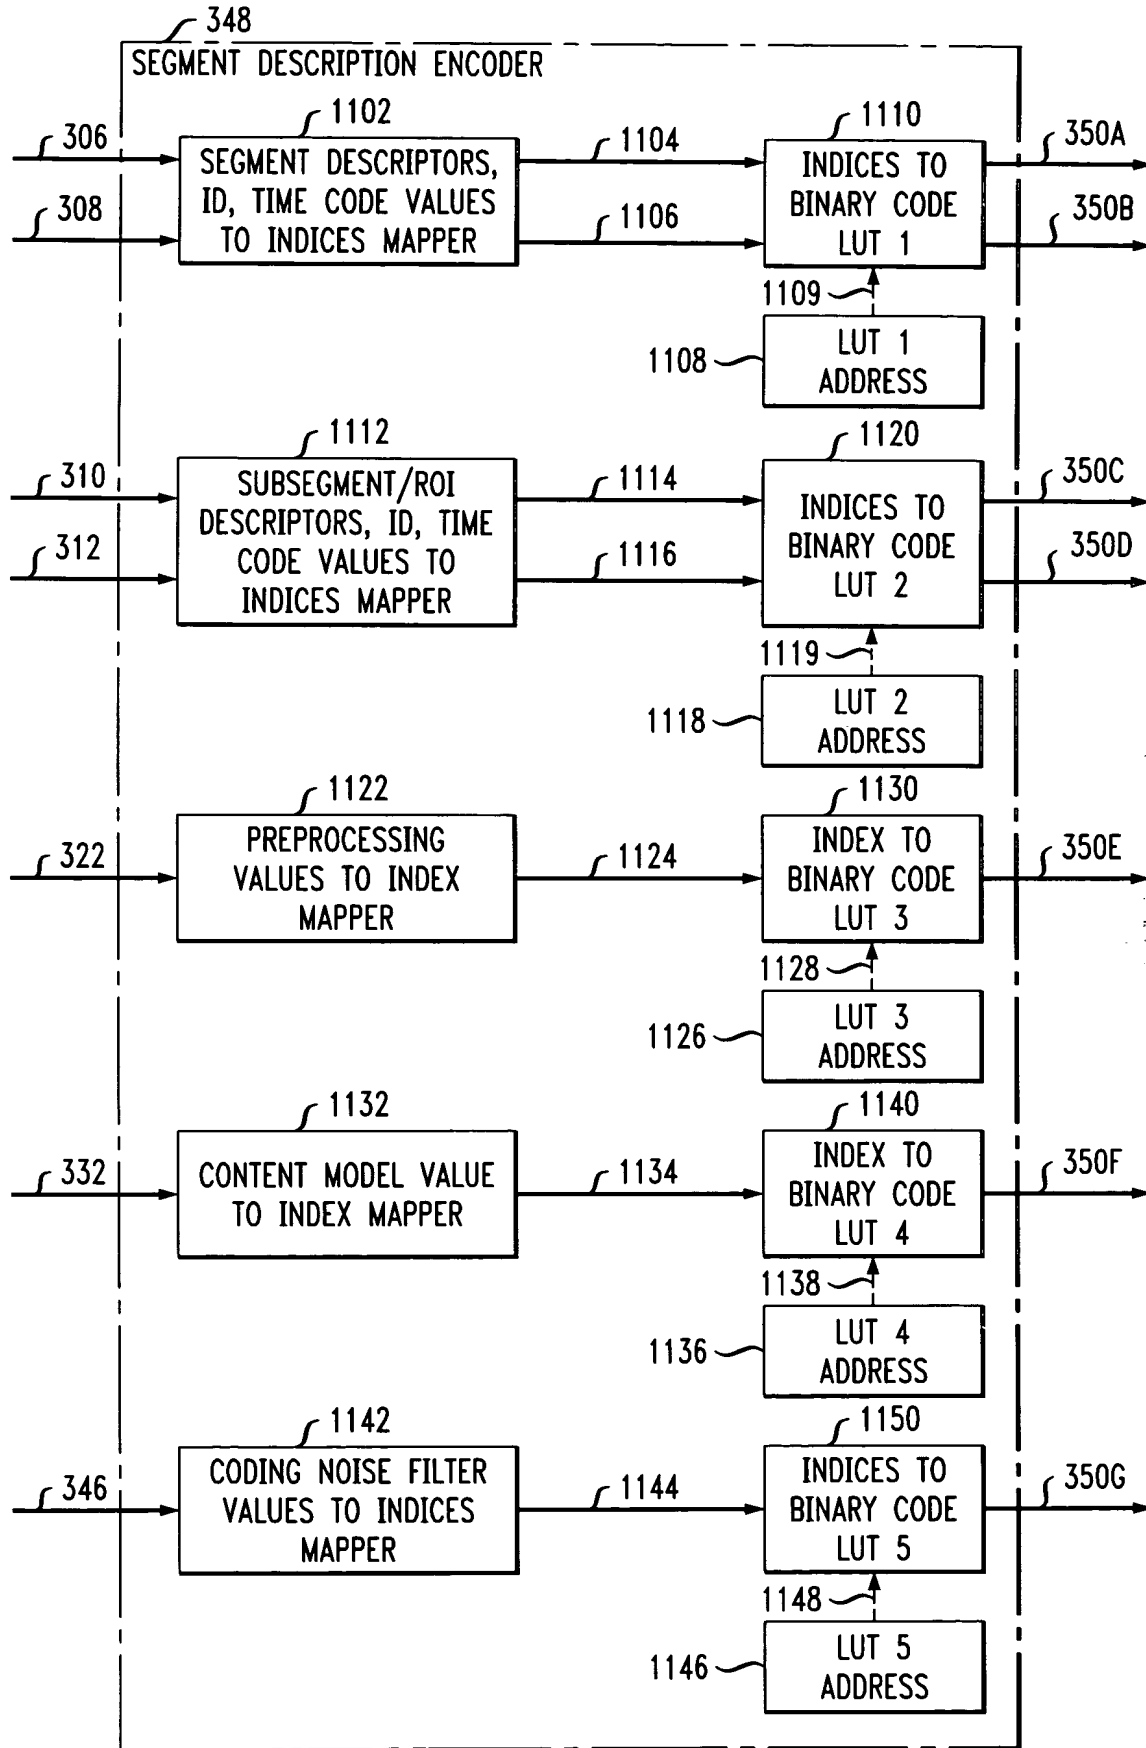 348
SEGMENT DESCRIPTION ENCODER
306
308
1102
SEGMENT DESCRIPTORS,
ID, TIME CODE VALUES
TO INDICES MAPPER
1104
1106
1110
INDICES TO
BINARY CODE
LUT 1
350A
350B
1109
1108
LUT 1
ADDRESS
310
312
1112
SUBSEGMENT/ROI
DESCRIPTORS, ID, TIME
CODE VALUES TO
INDICES MAPPER
1114
1116
1120
INDICES TO
BINARY CODE
LUT 2
350C
350D
1119
1118
LUT 2
ADDRESS
322
1122
PREPROCESSING
VALUES TO INDEX
MAPPER
1124
1130
INDEX TO
BINARY CODE
LUT 3
350E
1128
1126
LUT 3
ADDRESS
332
1132
CONTENT MODEL VALUE
TO INDEX MAPPER
1134
1140
INDEX TO
BINARY CODE
LUT 4
350F
1138
1136
LUT 4
ADDRESS
346
1142
CODING NOISE FILTER
VALUES TO INDICES
MAPPER
1144
1150
INDICES TO
BINARY CODE
LUT 5
350G
1148
1146
LUT 5
ADDRESS